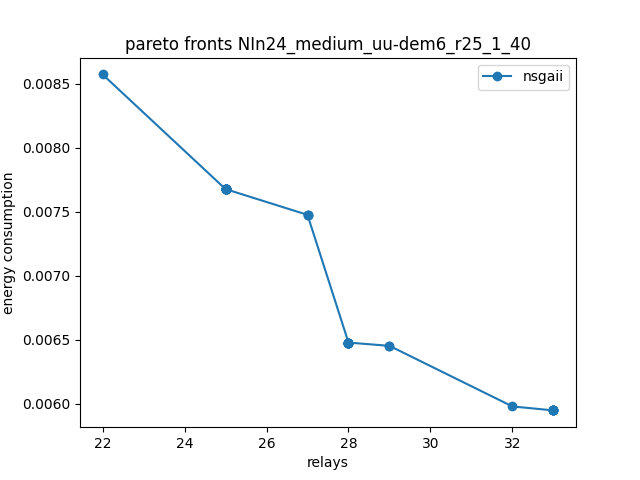 pareto fronts NIn24_medium_uu-dem6_r25_1_40
nsgaii
energy consumption
0.0085
0.0080
0.0075
0.0070
0.0065
0.0060
22 24 26 28 30 32
relays